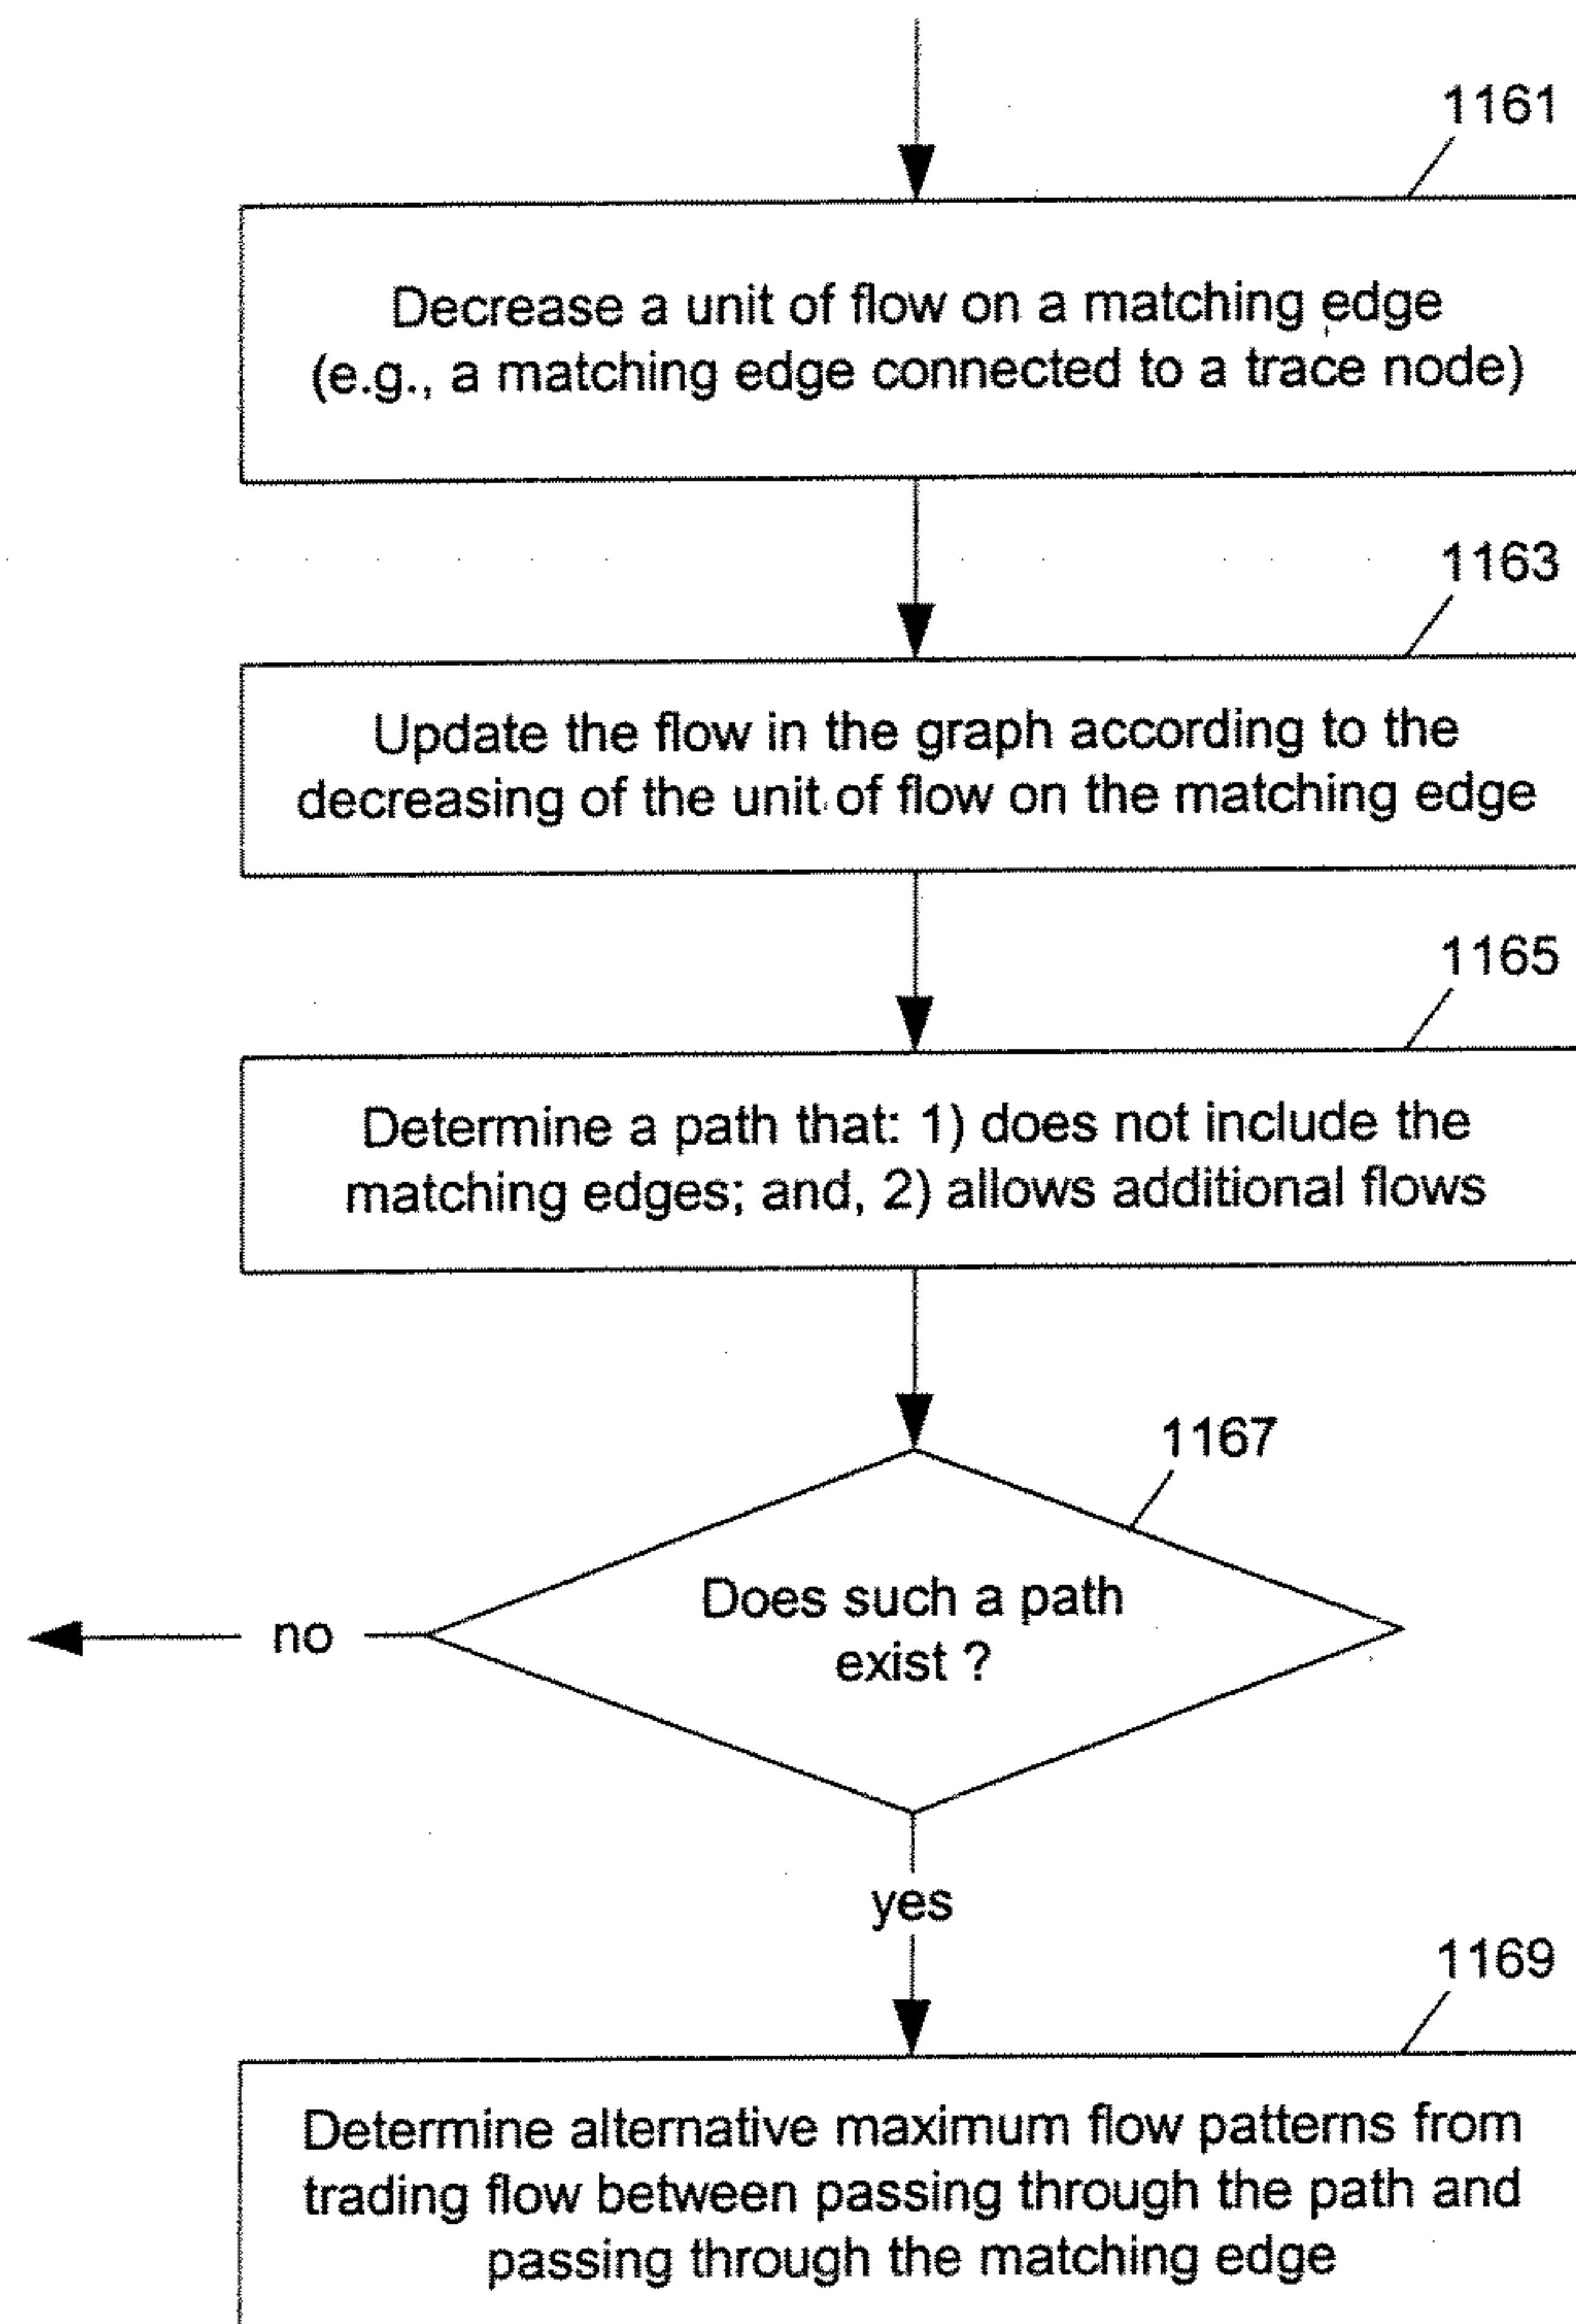 1161
Decrease a unit of flow on a matching edge
(e.g., a matching edge connected to a trace node)
1163
Update the flow in the graph according to the
decreasing of the unit of flow on the matching edge
1165
Determine a path that: 1) does not include the
matching edges; and, 2) allows additional flows
1167
Does such a path
exist ?
no
yes
1169
Determine alternative maximum flow patterns from
trading flow between passing through the path and
passing through the matching edge